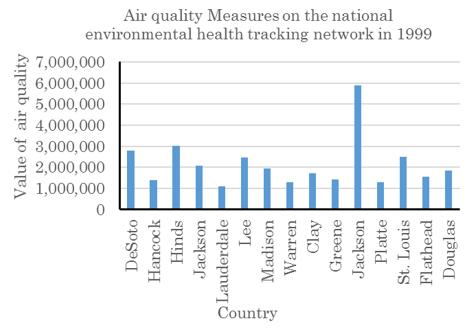 Air quality Measures on the national
environmental health tracking network in 1999
Value of air quality
7,000,000
6,000,000
5,000,000
4,000,000
3,000,000
2,000,000
1,000,000
0
DeSoto
Hancock
Hinds
Jackson
Lauderdale
Lee
Madison
Warren
Clay
Greene
Jackson
Platte
St. Louis
Flathead
Douglas
Country